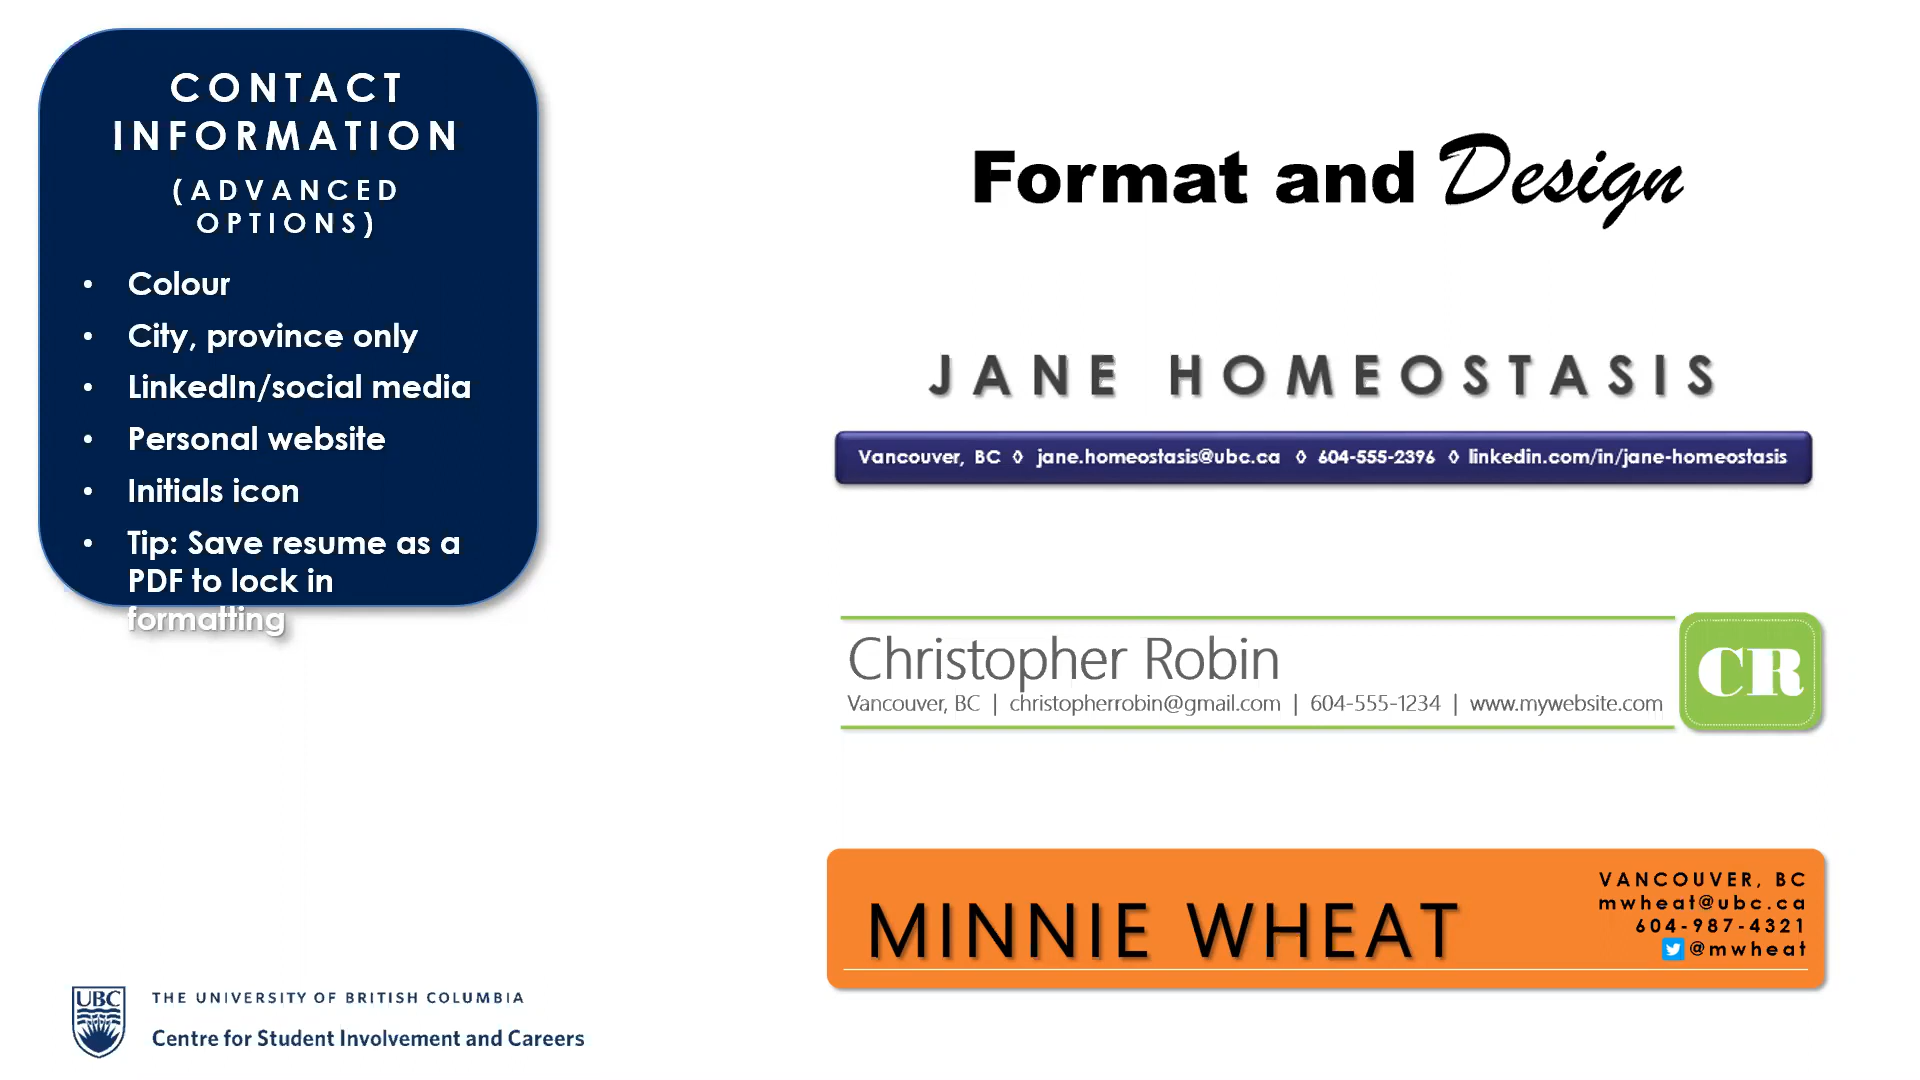 CONTACT
INFORMATION
(ADVANCED
OPTIONS)
• Colour
• City, province only
• LinkedIn/social media
• Personal website
• Initials icon
• Tip: Save resume as a
PDF to lock in
formatting
Format and Design
JANE HOMEOSTASIS
Vancouver, BC ◊ jane.homeostasis@ubc.ca ◊ 604-555-2396 ◊ linkedin.com/in/jane-homeostasis
Christopher Robin
Vancouver, BC | christopherrobin@gmail.com | 604-555-1234 | www.mywebsite.com
CR
MINNIE WHEAT
VANCOUVER, BC
mwheat@ubc.ca
604-987-4321
@mwheat
UBC
THE UNIVERSITY OF BRITISH COLUMBIA
Centre for Student Involvement and Careers